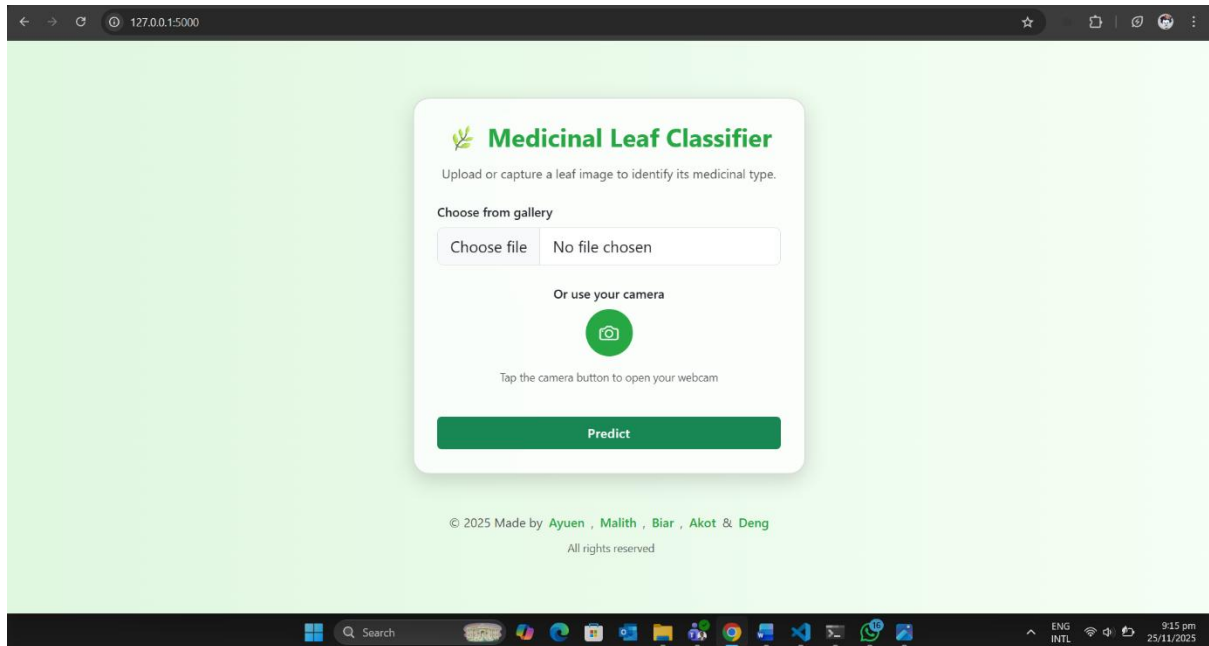 127.0.0.1:5000
Medicinal Leaf Classifier
Upload or capture a leaf image to identify its medicinal type.
Choose from gallery
Choose file No file chosen
Or use your camera
Tap the camera button to open your webcam
Predict
© 2025 Made by Ayuen , Malith , Biar , Akot & Deng
All rights reserved
Search
16
ENG
INTL
9:15 pm
25/11/2025